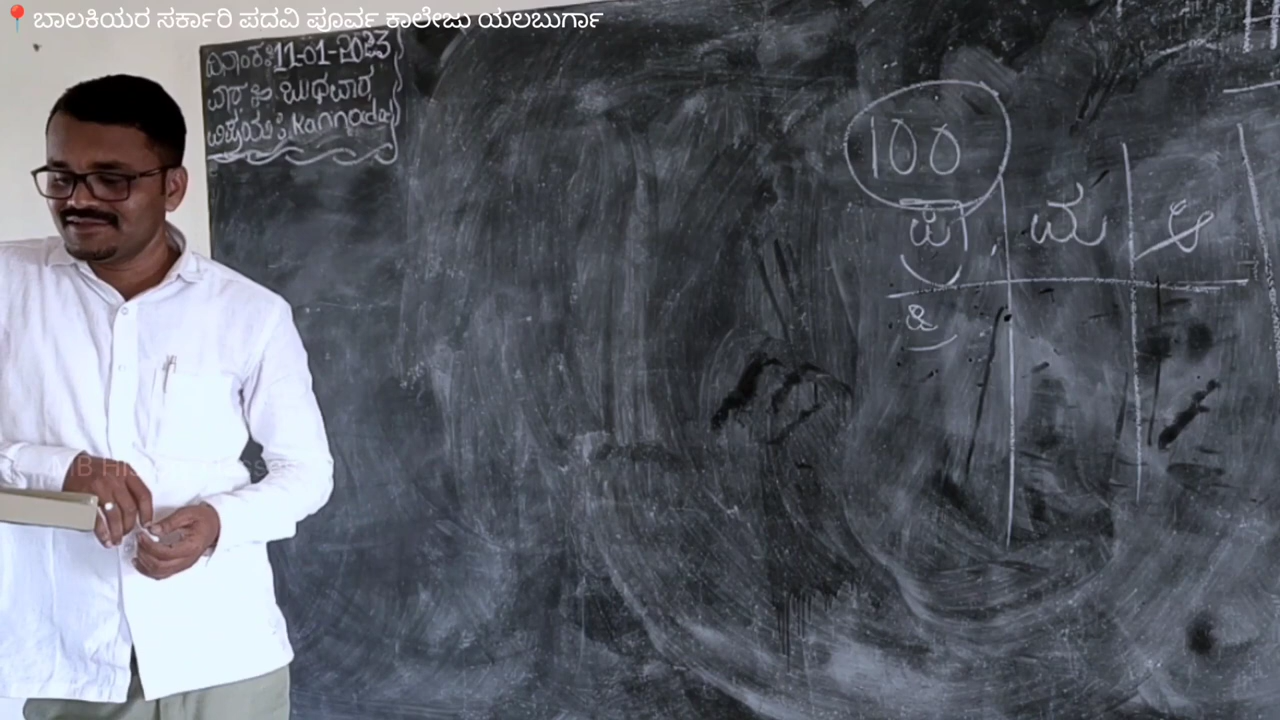 📍ಬಾಲಕಿಯರ ಸರ್ಕಾರಿ ಪದವಿ ಪೂರ್ವ ಕಾಲೇಜು ಯಲಬುರ್ಗಾ
ದಿನಾಂಕ:11-01-2023
ವಾರ : ಬುಧವಾರ
ವಿಷಯ : Kannada
100
ಪ್ರಾ ಮ ಆ